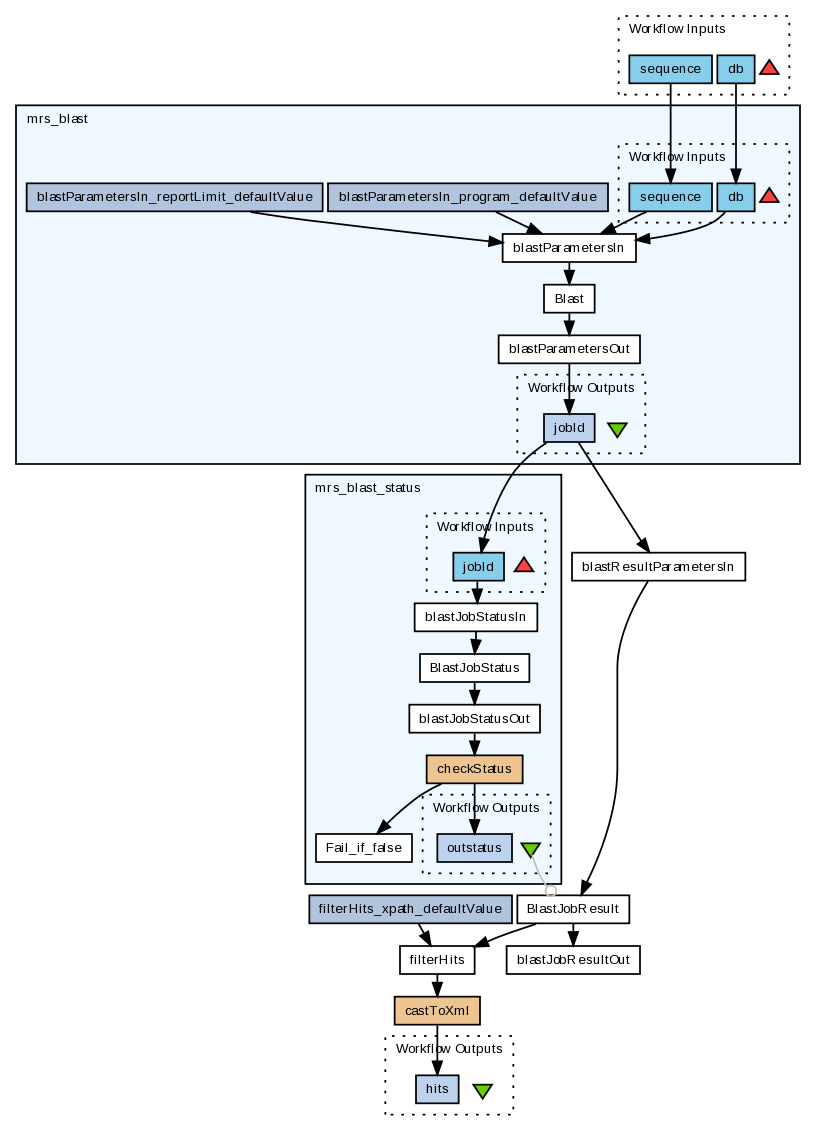 Workflow Inputs
sequence
db
mrs_blast
Workflow Inputs
blastParametersIn_reportLimit_defaultValue
blastParametersIn_program_defaultValue
sequence
db
blastParametersIn
Blast
blastParametersOut
Workflow Outputs
jobId
mrs_blast_status
Workflow Inputs
jobId
blastResultParametersIn
blastJobStatusIn
BlastJobStatus
blastJobStatusOut
checkStatus
Workflow Outputs
Fail_if_false
outstatus
filterHits_xpath_defaultValue
BlastJobResult
filterHits
blastJobResultOut
castToXml
Workflow Outputs
hits